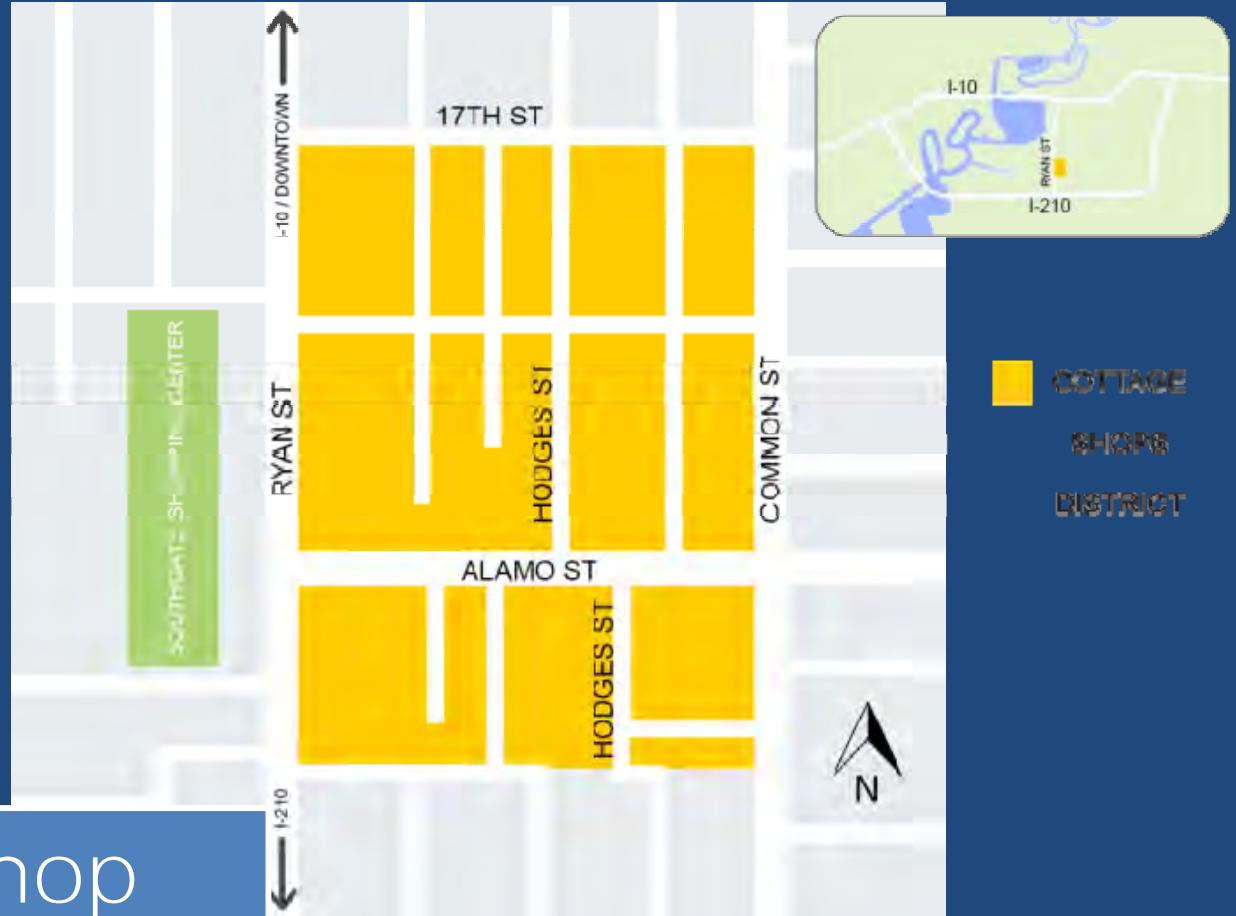 I-10 / DOWNTOWN
17TH ST
I-10
RYAN ST
I-210
CENTER
RYAN ST
HODGES ST
COMMON ST
COTTAGE
SHOPS
DISTRICT
ALAMO ST
HODGES ST
N
I-210
hop